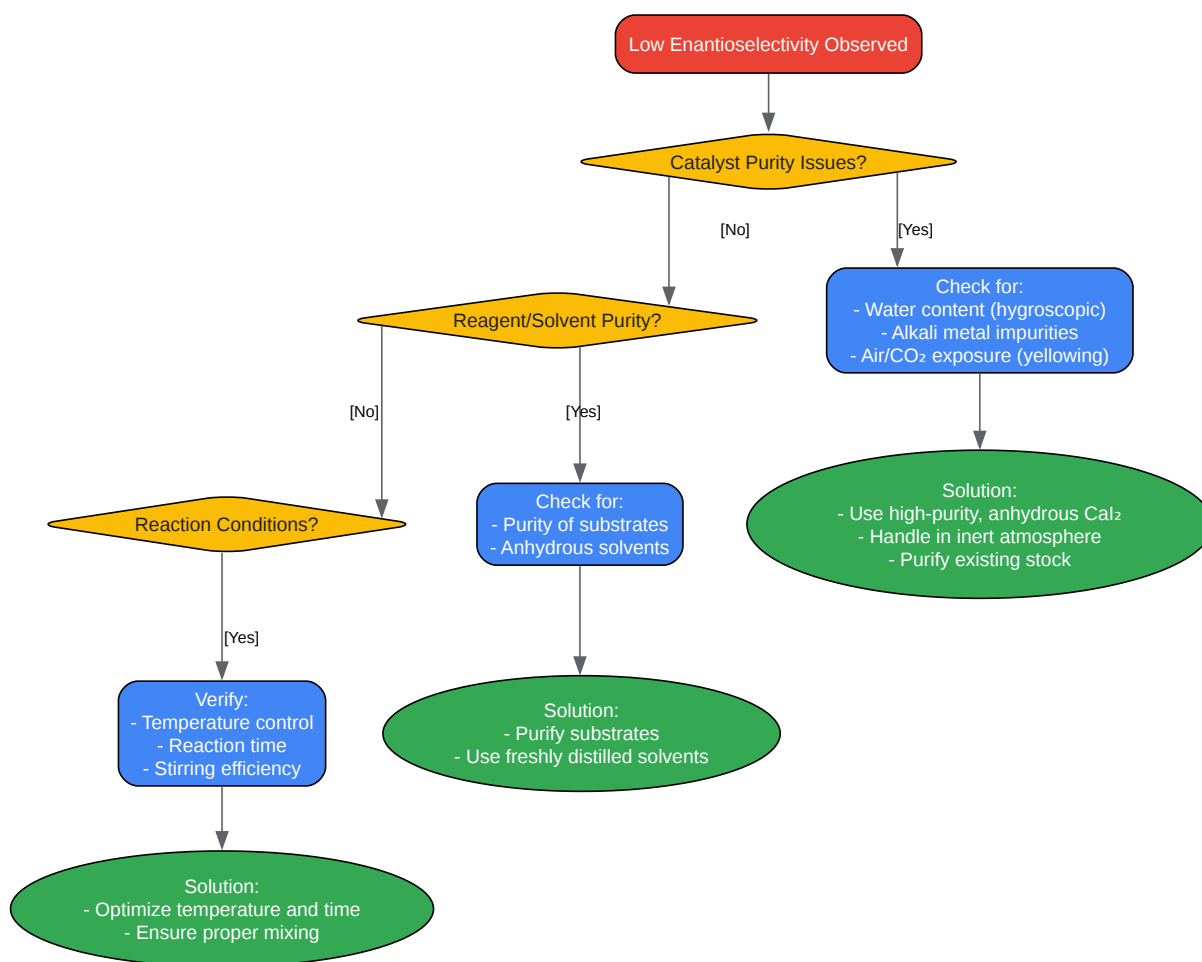 Low Enantioselectivity Observed
Catalyst Purity Issues?
[No]
[Yes]
Check for:
- Water content (hygroscopic)
- Alkali metal impurities
- Air/CO₂ exposure (yellowing)
Reagent/Solvent Purity?
[No]
[Yes]
Solution:
- Use high-purity, anhydrous CaI₂
- Handle in inert atmosphere
- Purify existing stock
Check for:
- Purity of substrates
- Anhydrous solvents
Reaction Conditions?
[Yes]
Verify:
- Temperature control
- Reaction time
- Stirring efficiency
Solution:
- Purify substrates
- Use freshly distilled solvents
Solution:
- Optimize temperature and time
- Ensure proper mixing